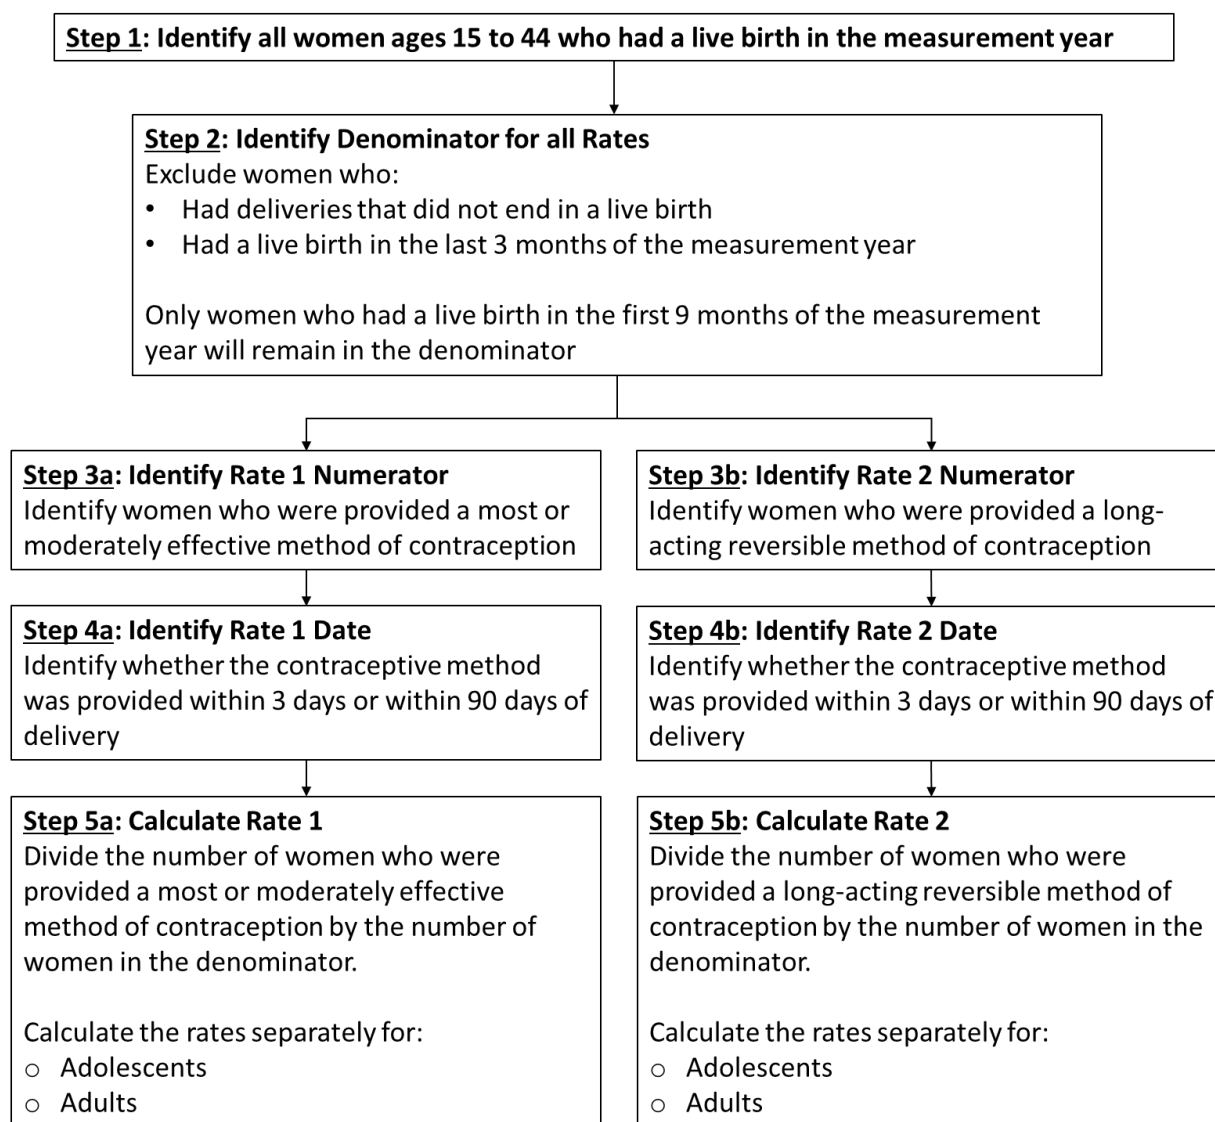 Step 1: Identify all women ages 15 to 44 who had a live birth in the measurement year
Step 2: Identify Denominator for all Rates
Exclude women who:
• Had deliveries that did not end in a live birth
• Had a live birth in the last 3 months of the measurement year
Only women who had a live birth in the first 9 months of the measurement
year will remain in the denominator
Step 3a: Identify Rate 1 Numerator
Identify women who were provided a most or
moderately effective method of contraception
Step 3b: Identify Rate 2 Numerator
Identify women who were provided a long-
acting reversible method of contraception
Step 4a: Identify Rate 1 Date
Identify whether the contraceptive method
was provided within 3 days or within 90 days of
delivery
Step 4b: Identify Rate 2 Date
Identify whether the contraceptive method
was provided within 3 days or within 90 days of
delivery
Step 5a: Calculate Rate 1
Divide the number of women who were
provided a most or moderately effective
method of contraception by the number of
women in the denominator.
Calculate the rates separately for:
o Adolescents
o Adults
Step 5b: Calculate Rate 2
Divide the number of women who were
provided a long-acting reversible method of
contraception by the number of women in the
denominator.
Calculate the rates separately for:
o Adolescents
o Adults